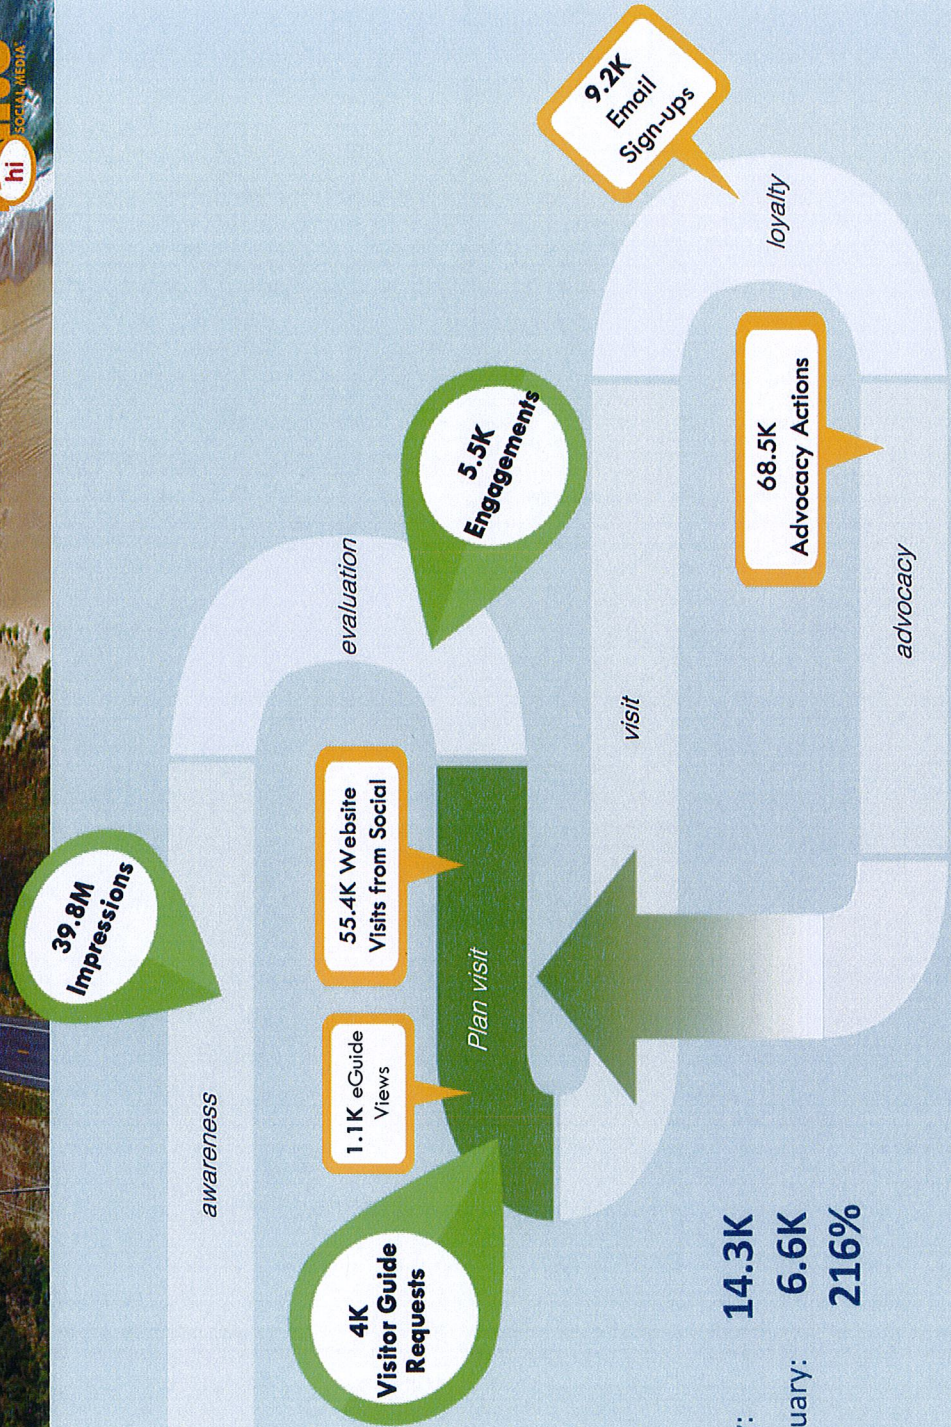 hi
SOCIAL MEDIA
39.8M
Impressions
awareness
evaluation
5.5K
Engagements
55.4K Website
Visits from Social
1.1K eGuide
Views
4K
Visitor Guide
Requests
Plan visit
visit
9.2K
Email
Sign-ups
loyalty
68.5K
Advocacy Actions
advocacy
14.3K
uary: 6.6K
216%